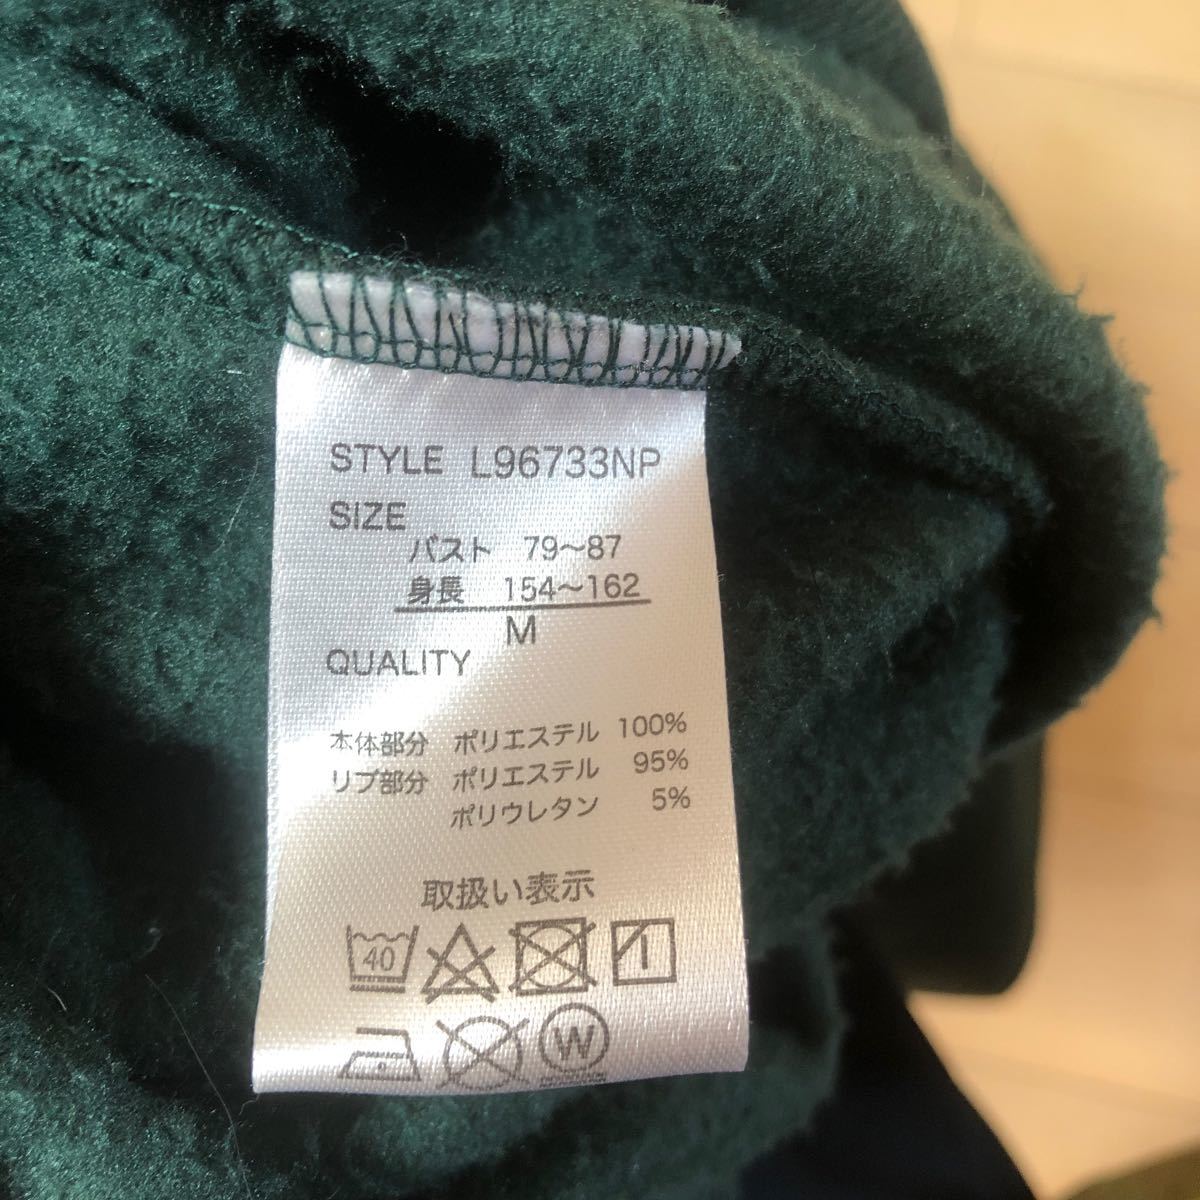 STYLE L96733NP
SIZE
バスト 79～87
身長 154～162
M
QUALITY
本体部分 ポリエステル 100%
リブ部分 ポリエステル 95%
ポリウレタン 5%
取扱い表示
40
W